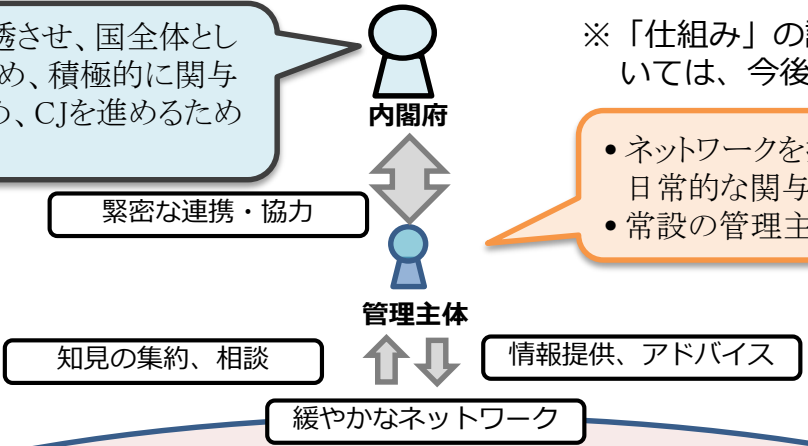 透させ、国全体とし
め、積極的に関与
う、CJを進めるため
※「仕組み」の
いては、今後
内閣府
• ネットワークを
日常的な関与
• 常設の管理主
緊密な連携・協力
管理主体
知見の集約、相談
情報提供、アドバイス
緩やかなネットワーク